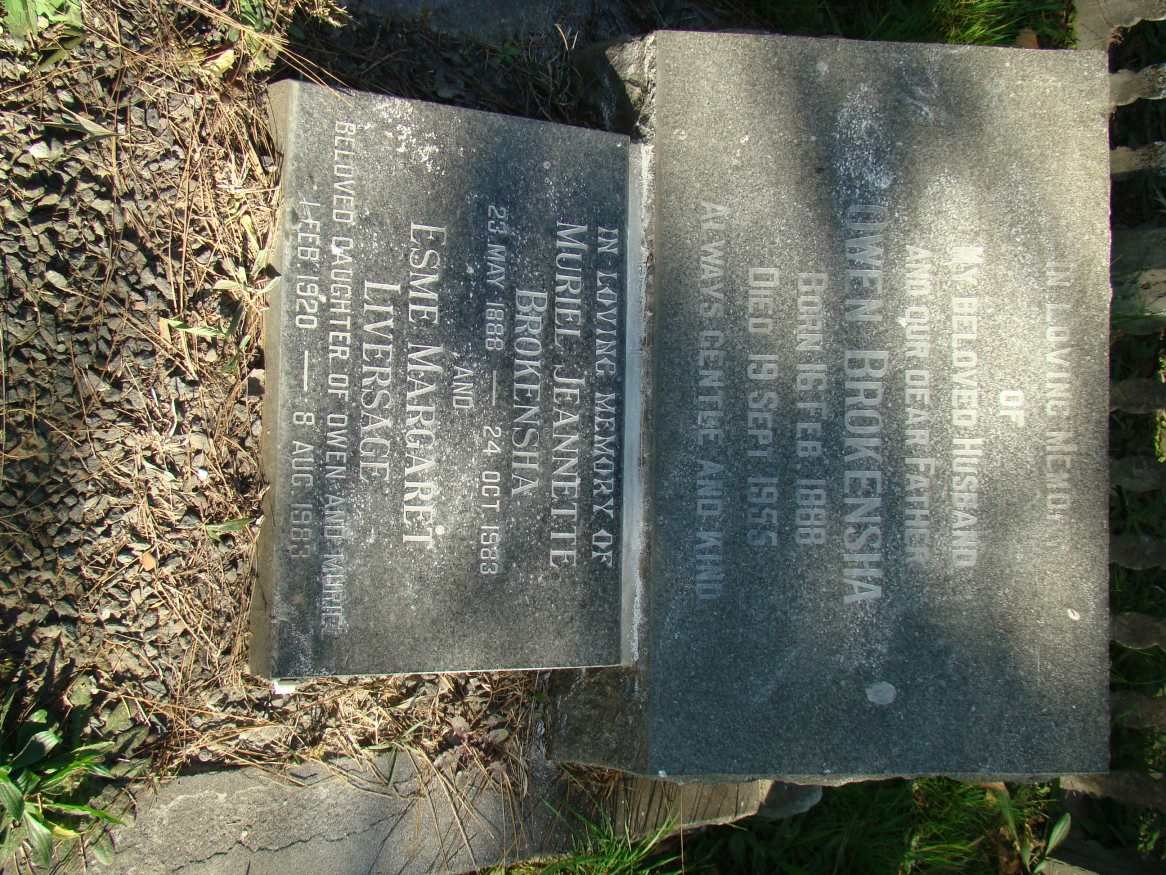 IN LOVING MEMORY
OF
MY BELOVED HUSBAND
AND OUR DEAR FATHER
OWEN BROKENSHA
BORN 16 FEB. 1888
DIED 19 SEPT. 1955
ALWAYS GENTLE AND KIND
IN LOVING MEMORY OF
MURIEL JEANNETTE
BROKENSHA
23 MAY 1888 — 24 OCT 1983
AND
ESME MARGARET
LIVERSAGE
BELOVED DAUGHTER OF OWEN AND MURIEL
1 FEB 1920 — 8 AUG 1983